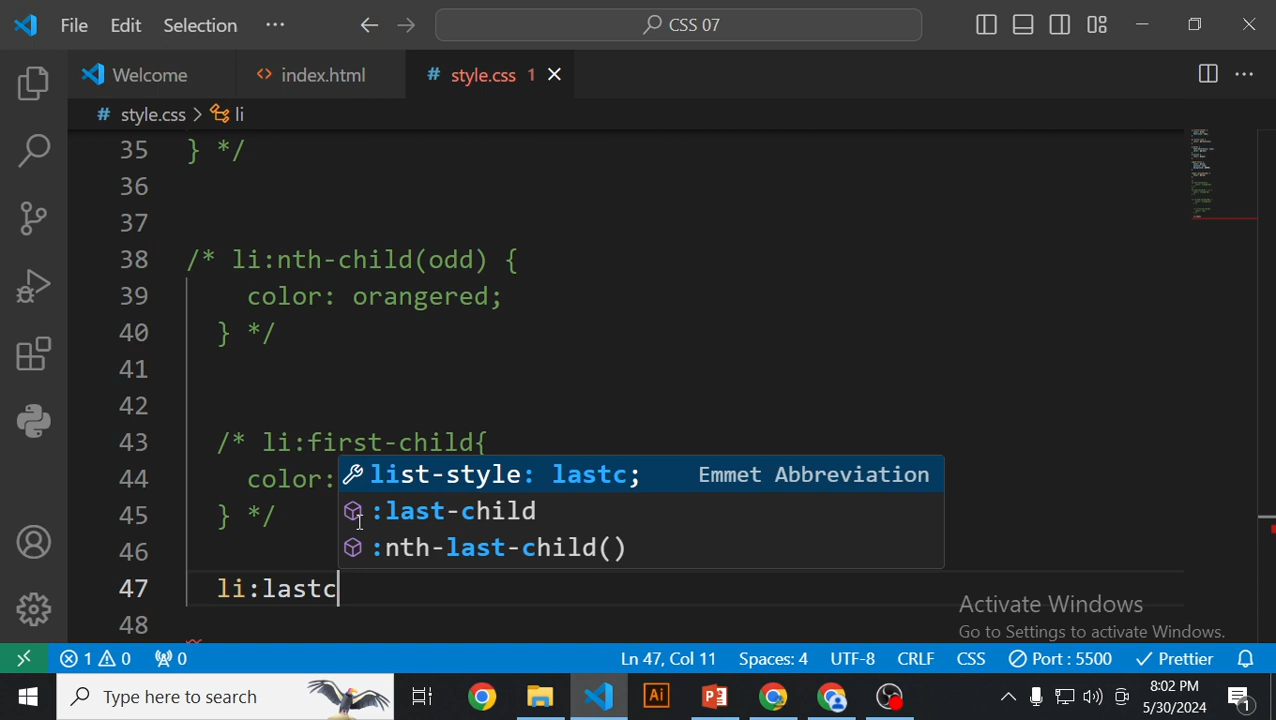 File Edit Selection ··· CSS 07
Welcome index.html # style.css 1
# style.css > li
35 } */
36
37
38 /* li:nth-child(odd) {
39 color: orangered;
40 } */
41
42
43 /* li:first-child{
44 color:
45 } */
46
47 li:lastc
48
list-style: lastc; Emmet Abbreviation
:last-child
:nth-last-child()
Activate Windows
Go to Settings to activate Windows.
1 0 0 Ln 47, Col 11 Spaces: 4 UTF-8 CRLF CSS Port : 5500 Prettier
Type here to search Ai P 8:02 PM
5/30/2024 1